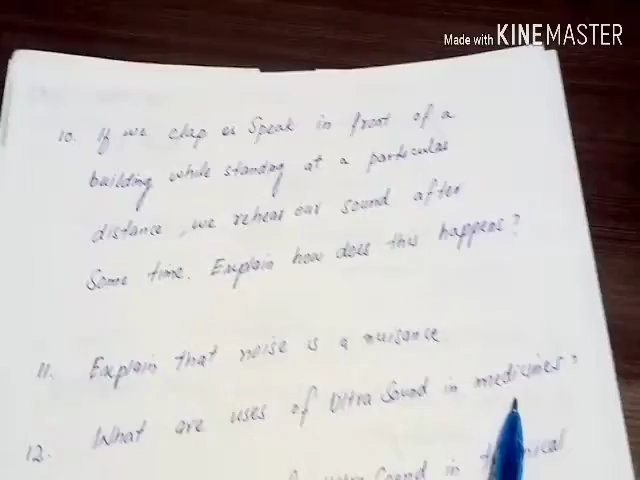 Made with KINEMASTER
10. If we clap or Speak in front of a
building while standing at a particular
distance, we rehear our sound after
Some time. Explain how does this happens?
11. Explain that noise is a nuisance.
12. What are uses of Ultra Sound in medicines?
Sound in